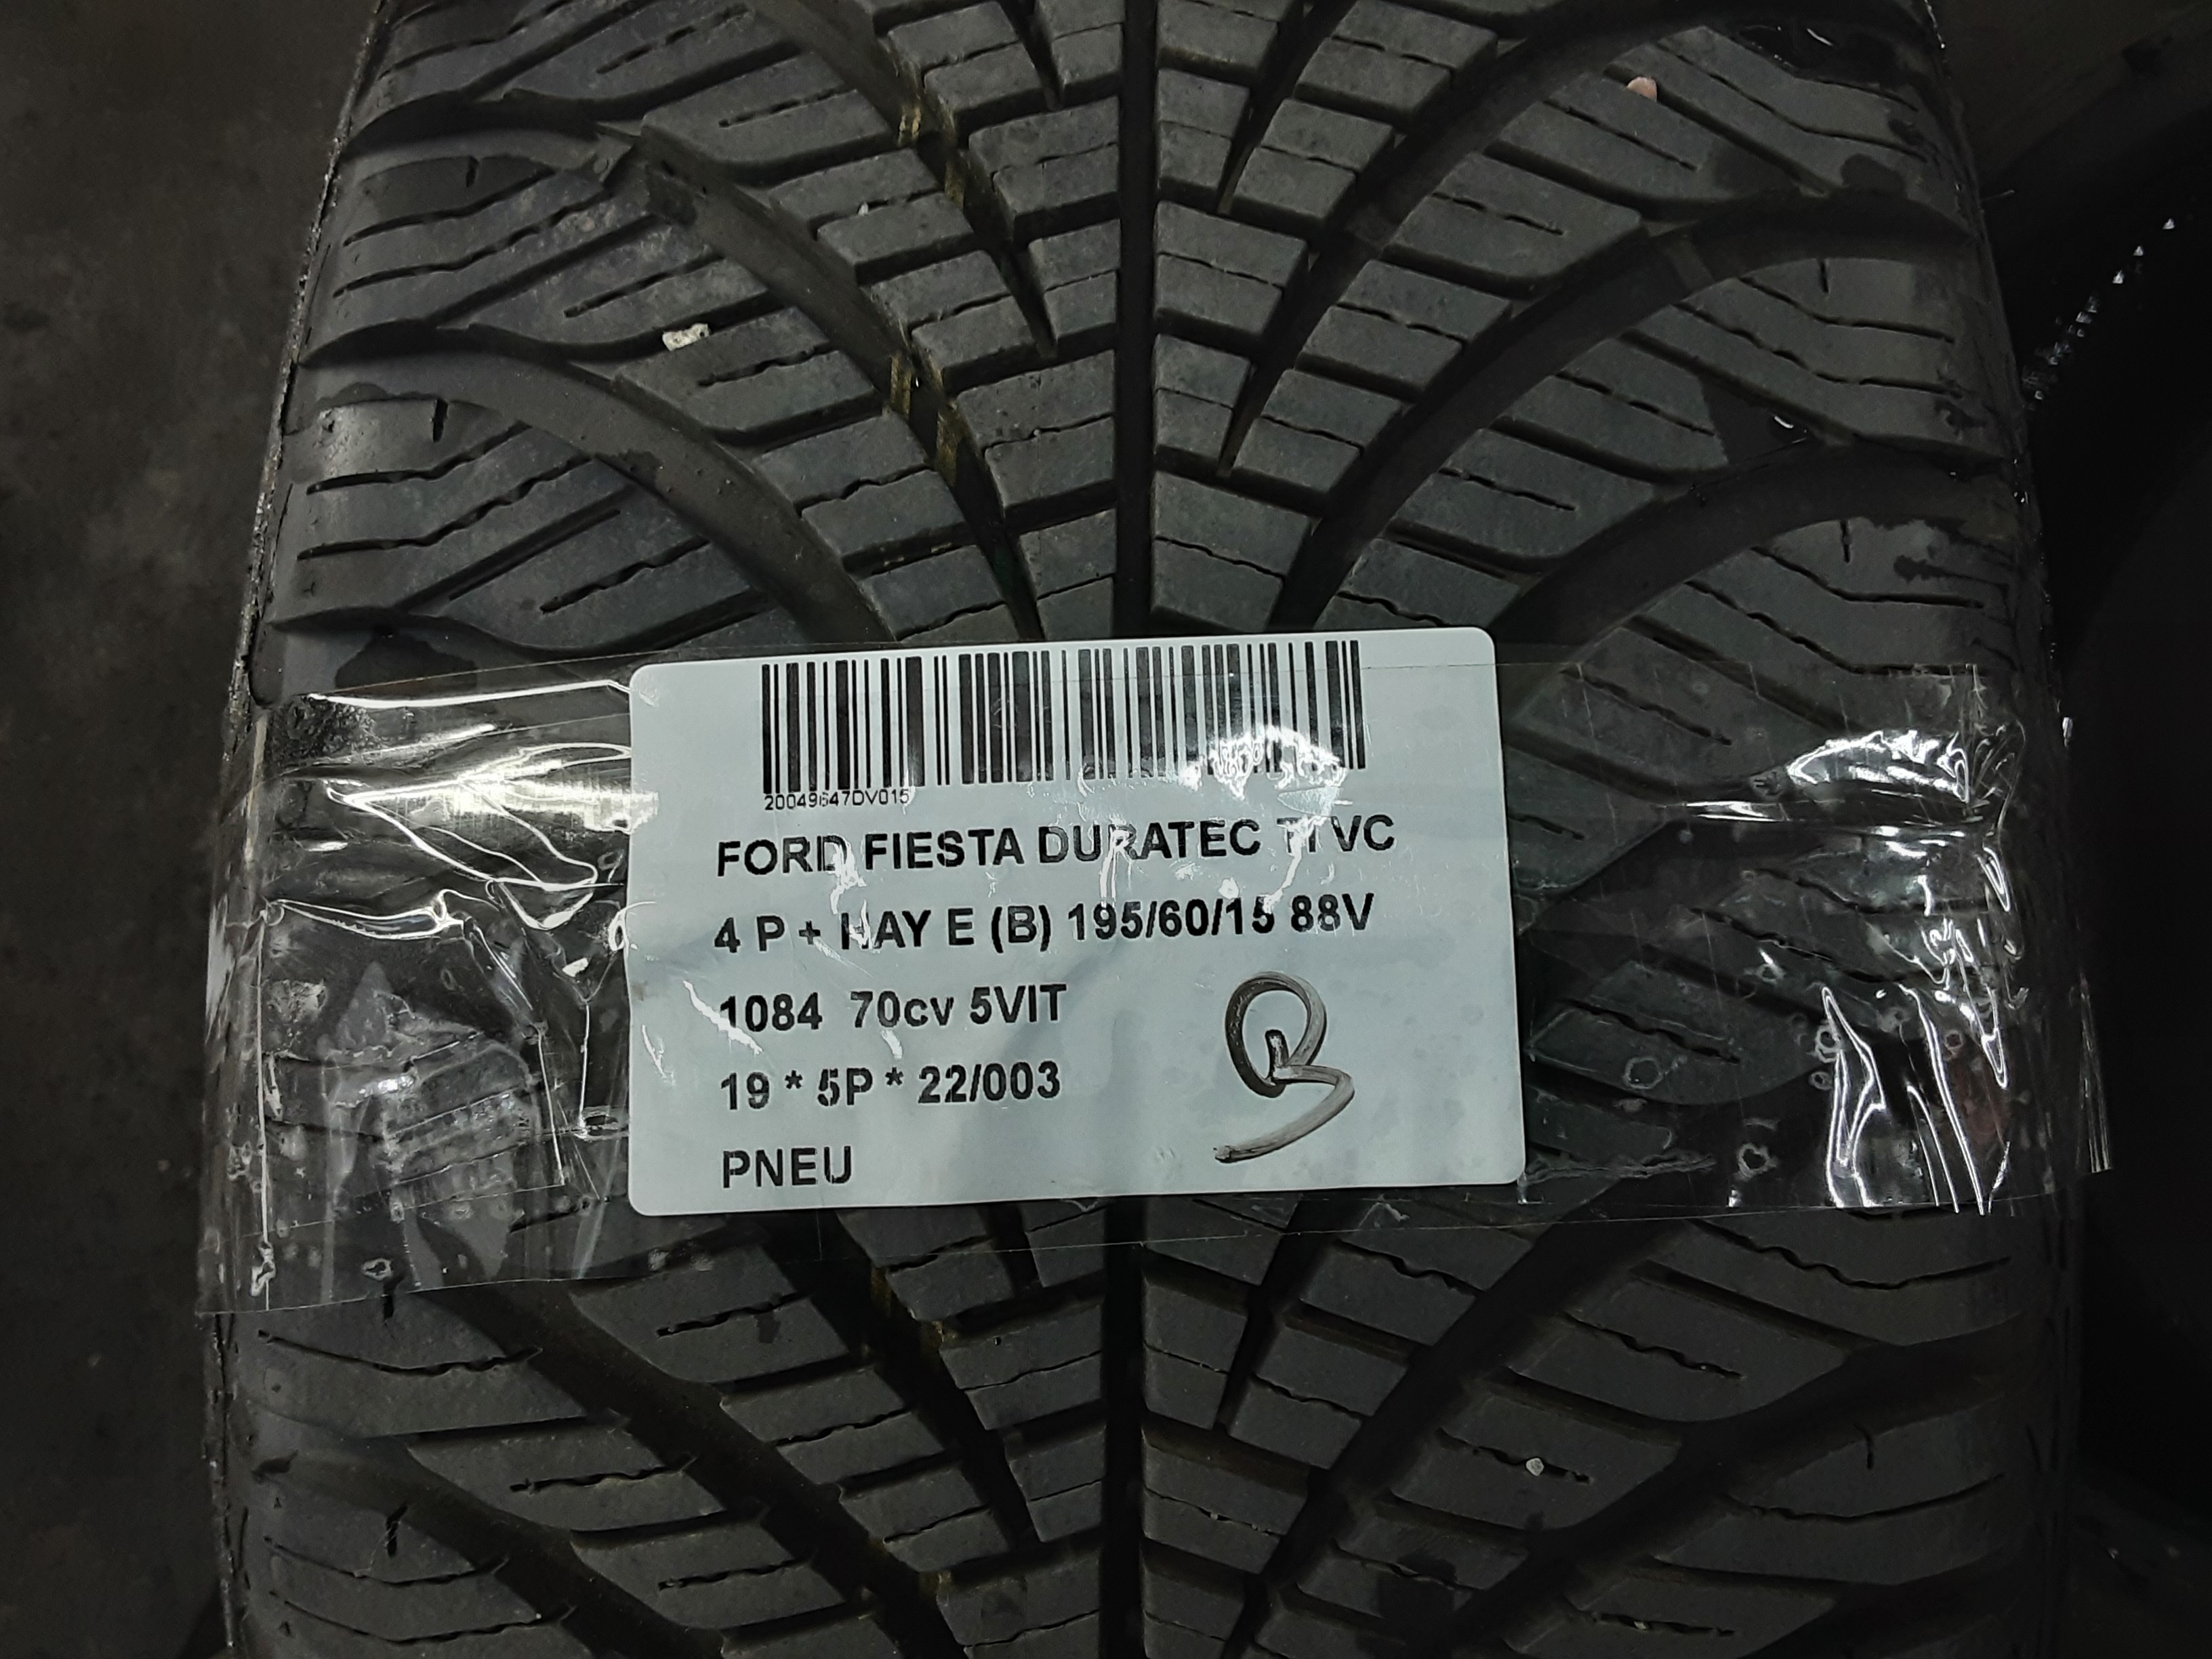 20049647DV015
FORD FIESTA DURATEC TI VC
4 P + HAY E (B) 195/60/15 88V
1084 70cv 5VIT
19 * 5P * 22/003
PNEU